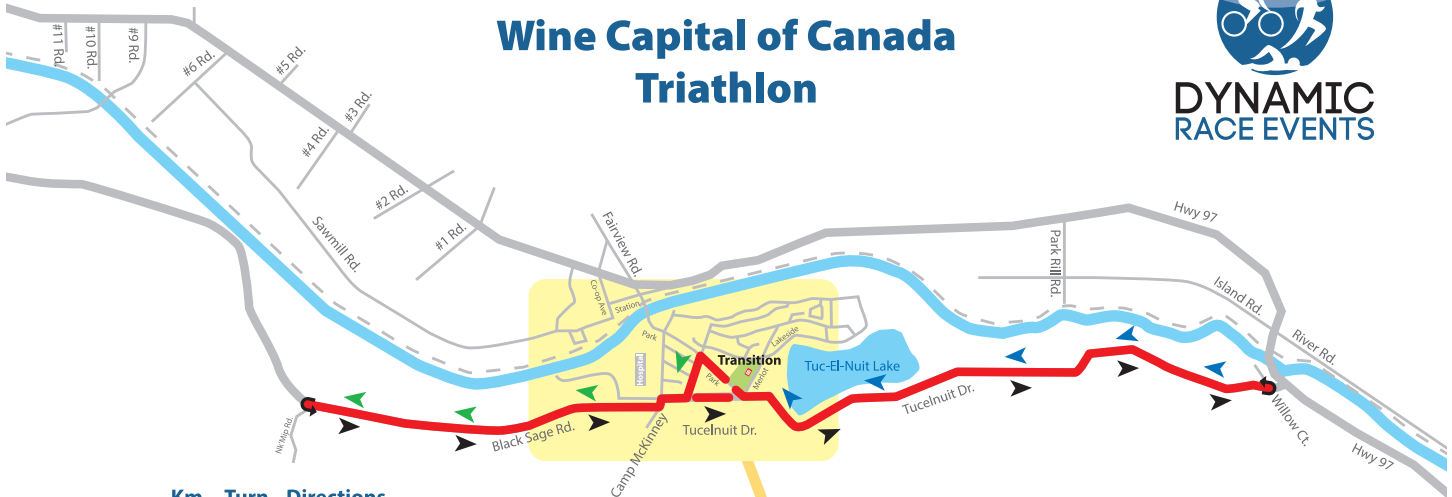 Wine Capital of Canada
Triathlon
DYNAMIC
RACE EVENTS
#11 Rd.
#10 Rd.
#9 Rd.
#6 Rd.
#5 Rd.
#3 Rd.
#4 Rd.
#2 Rd.
#1 Rd.
Sawmill Rd.
Fairview Rd.
Hwy 97
Park Rill Rd.
Island Rd.
River Rd.
Co-op Ave
Station
Park
Lakeside
Hospital
Transition
Park
Merlot
Tuc-El-Nuit Lake
Tucelnuit Dr.
Nk'Mip Rd.
Black Sage Rd.
Camp McKinney
Tucelnuit Dr.
Willow Ct.
Hwy 97
Km Turn Directions